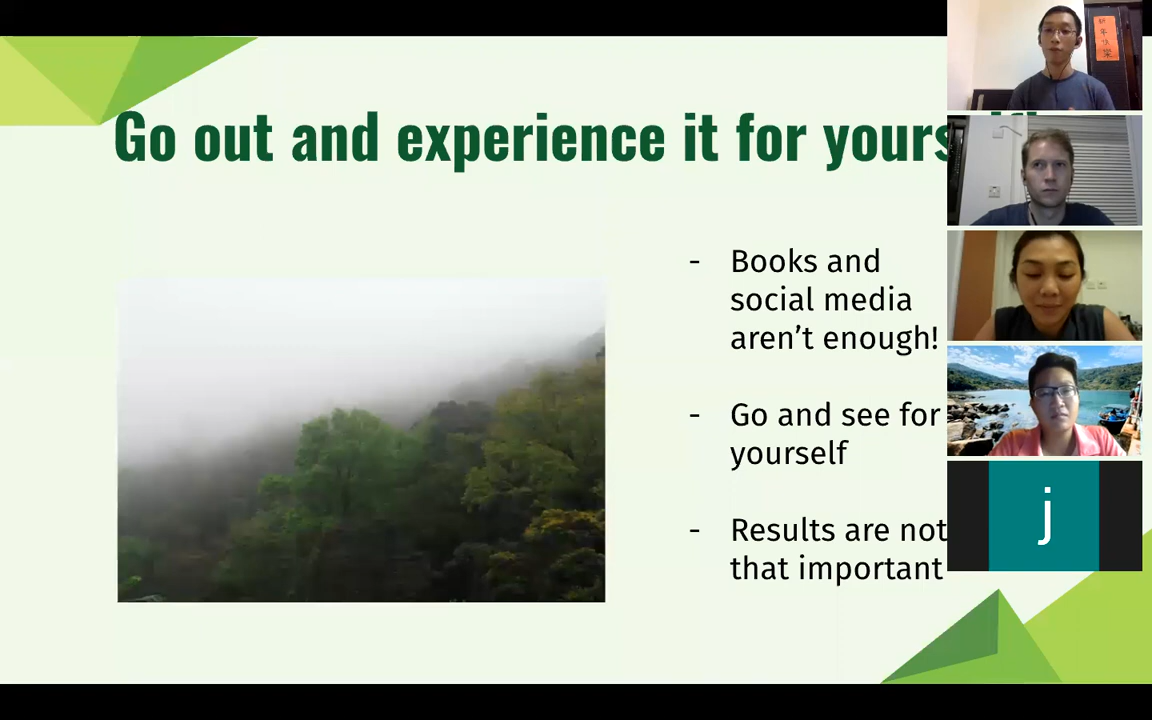 Go out and experience it for yours
- Books and
social media
aren’t enough!
- Go and see for
yourself
- Results are not
that important
j